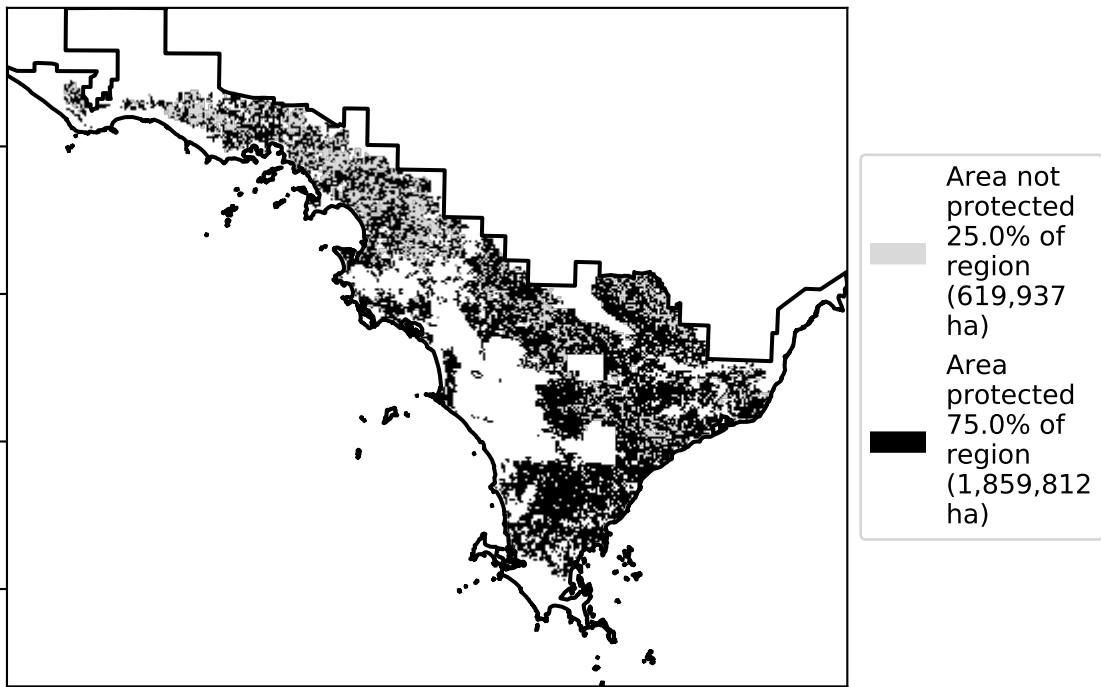 Area not
protected
25.0% of
region
(619,937
ha)
Area
protected
75.0% of
region
(1,859,812
ha)